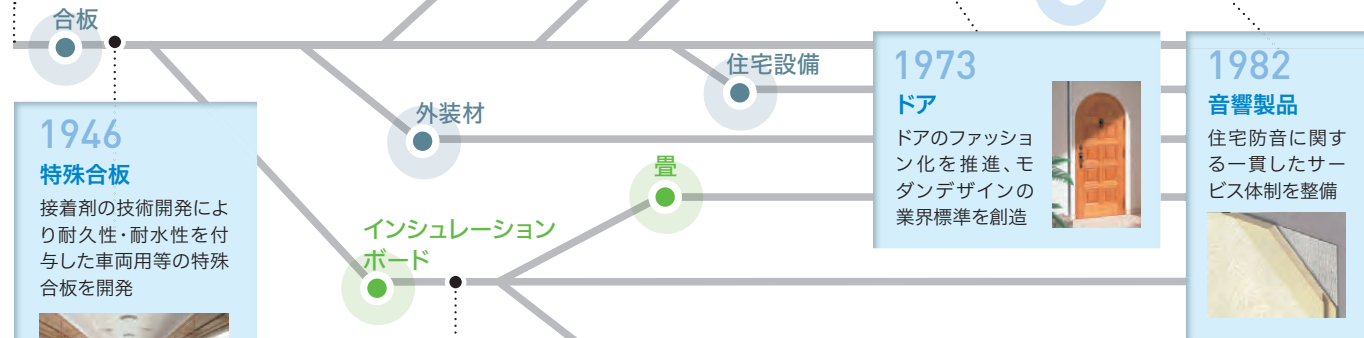 合板
1946
特殊合板
接着剤の技術開発によ
り耐久性・耐水性を付
与した車両用等の特殊
合板を開発
外装材
インシュレーション
ボード
畳
住宅設備
1973
ドア
ドアのファッショ
ン化を推進、モ
ダンデザインの
業界標準を創造
1982
音響製品
住宅防音に関す
る一貫したサー
ビス体制を整備